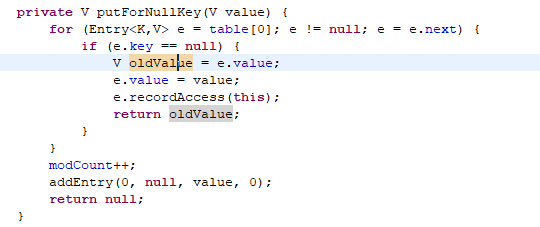 private V putForNullKey(V value) {
    for (Entry<K,V> e = table[0]; e != null; e = e.next) {
        if (e.key == null) {
            V oldValue = e.value;
            e.value = value;
            e.recordAccess(this);
            return oldValue;
        }
    }
    modCount++;
    addEntry(0, null, value, 0);
    return null;
}